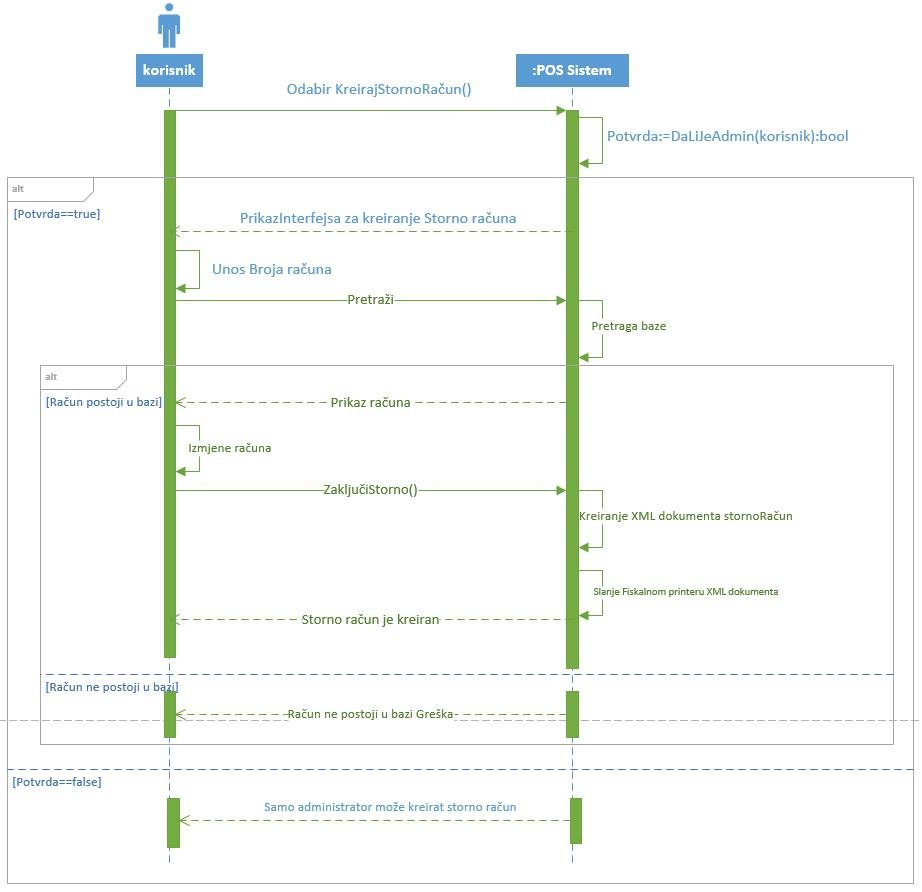 korisnik
:POS Sistem
Odabir KreirajStornoRačun()
Potvrda:=DaLiJeAdmin(korisnik):bool
alt
[Potvrda==true]
PrikazInterfejsa za kreiranje Storno računa
Unos Broja računa
Pretraži
Pretraga baze
alt
[Račun postoji u bazi]
Prikaz računa
Izmjene računa
ZaključiStorno()
Kreiranje XML dokumenta stornoRačun
Slanje Fiskalnom printeru XML dokumenta
Storno račun je kreiran
[Račun ne postoji u bazi]
Račun ne postoji u bazi Greška
[Potvrda==false]
Samo administrator može kreirat storno račun